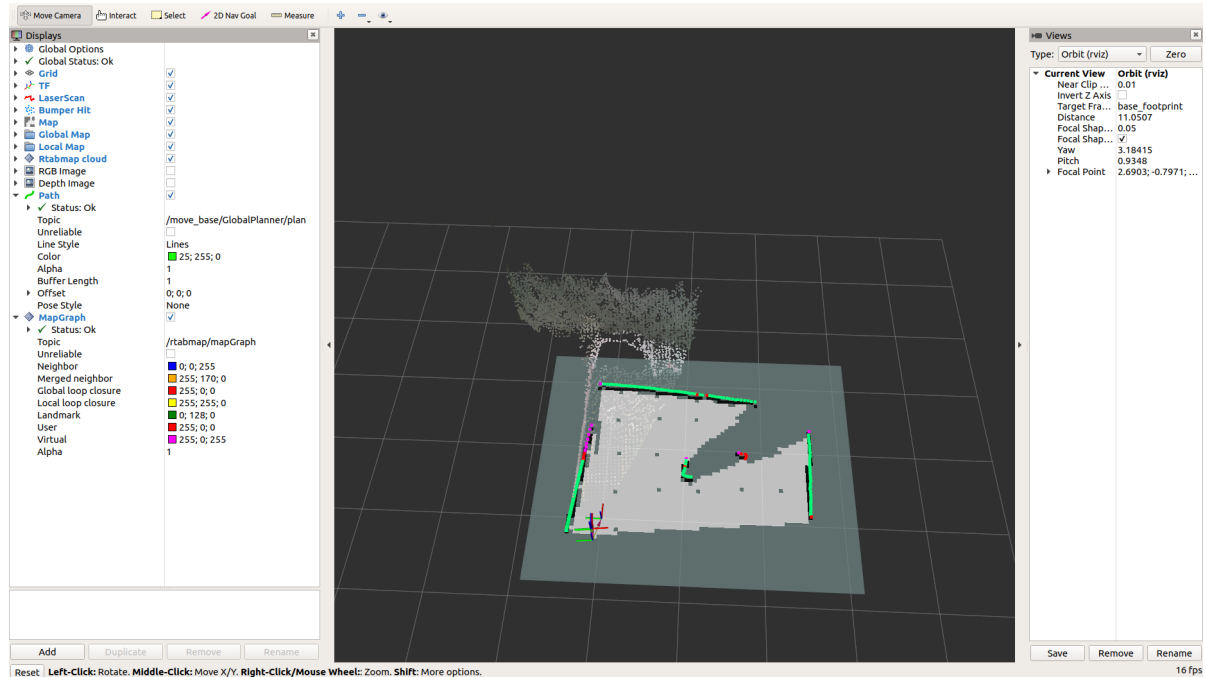 Move Camera Interact Select 2D Nav Goal Measure
Displays
Global Options
Global Status: Ok
Grid
TF
LaserScan
Bumper Hit
Map
Global Map
Local Map
Rtabmap cloud
RGB Image
Depth Image
Path
Status: Ok
Topic /move_base/GlobalPlanner/plan
Unreliable
Line Style Lines
Color 25; 255; 0
Alpha 1
Buffer Length 1
Offset 0; 0; 0
Pose Style None
MapGraph
Status: Ok
Topic /rtabmap/mapGraph
Unreliable
Neighbor 0; 0; 255
Merged neighbor 255; 170; 0
Global loop closure 255; 0; 0
Local loop closure 255; 255; 0
Landmark 0; 128; 0
User 255; 0; 0
Virtual 255; 0; 255
Alpha 1
Add Duplicate Remove Rename
Reset Left-Click: Rotate. Middle-Click: Move X/Y. Right-Click/Mouse Wheel:: Zoom. Shift: More options.
Views
Type: Orbit (rviz) Zero
Current View Orbit (rviz)
Near Clip ... 0.01
Invert Z Axis
Target Fra... base_footprint
Distance 11.0507
Focal Shap... 0.05
Focal Shap...
Yaw 3.18415
Pitch 0.9348
Focal Point 2.6903; -0.7971; ...
Save Remove Rename
16 fps